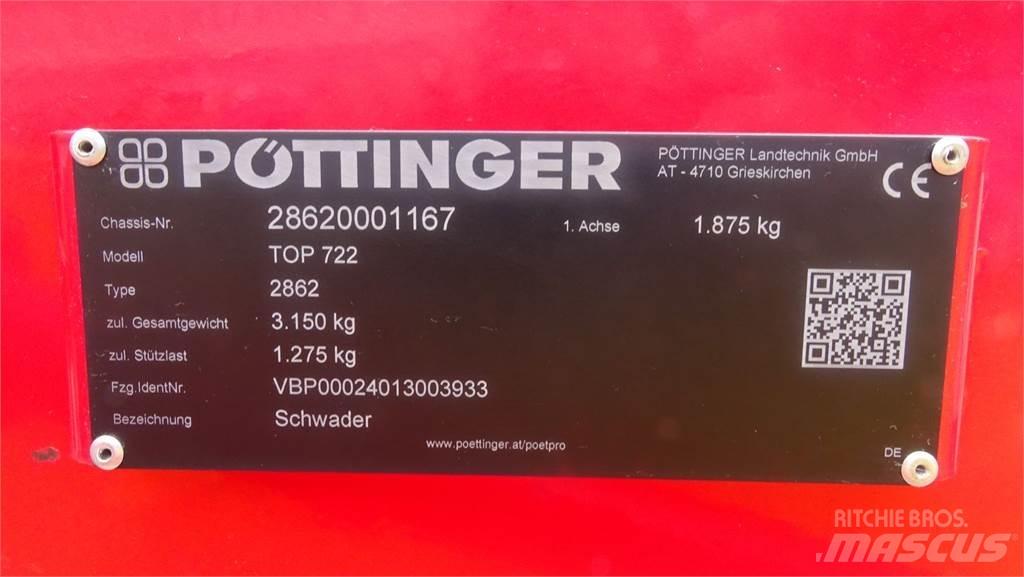 PÖTTINGER
PÖTTINGER Landtechnik GmbH
AT - 4710 Grieskirchen
CE
Chassis-Nr. 28620001167 1. Achse 1.875 kg
Modell TOP 722
Type 2862
zul. Gesamtgewicht 3.150 kg
zul. Stützlast 1.275 kg
Fzg.IdentNr. VBP00024013003933
Bezeichnung Schwader
www.poettinger.at/poetpro
DE
RITCHIE BROS.
MASCUS